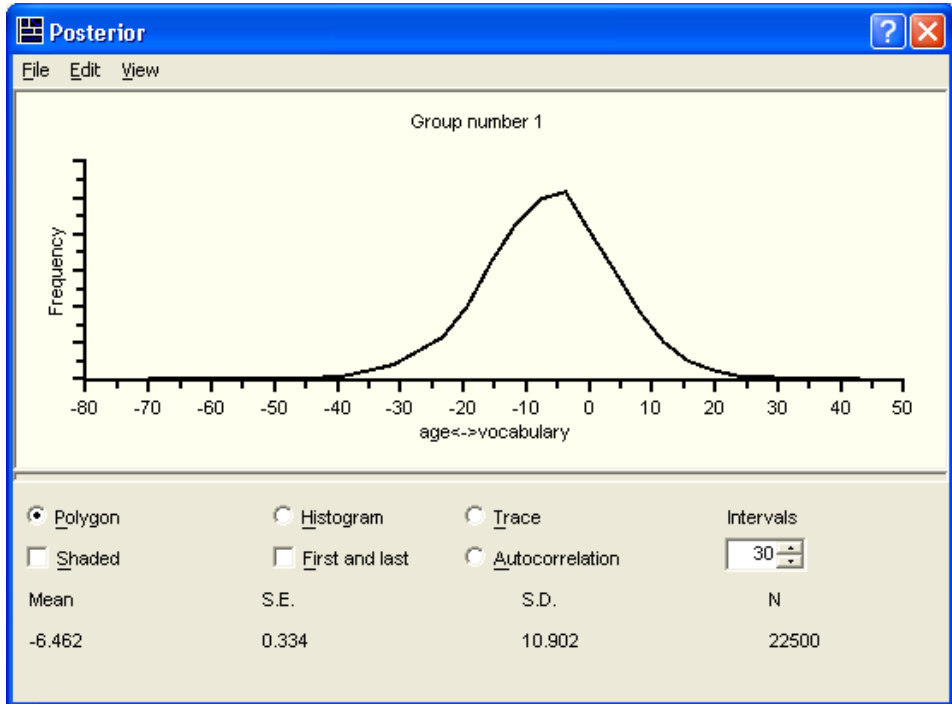 Posterior
File Edit View
Group number 1
Frequency
-80 -70 -60 -50 -40 -30 -20 -10 0 10 20 30 40 50
age<->vocabulary
Polygon Histogram Trace Intervals
Shaded First and last Autocorrelation 30
Mean S.E. S.D. N
-6.462 0.334 10.902 22500